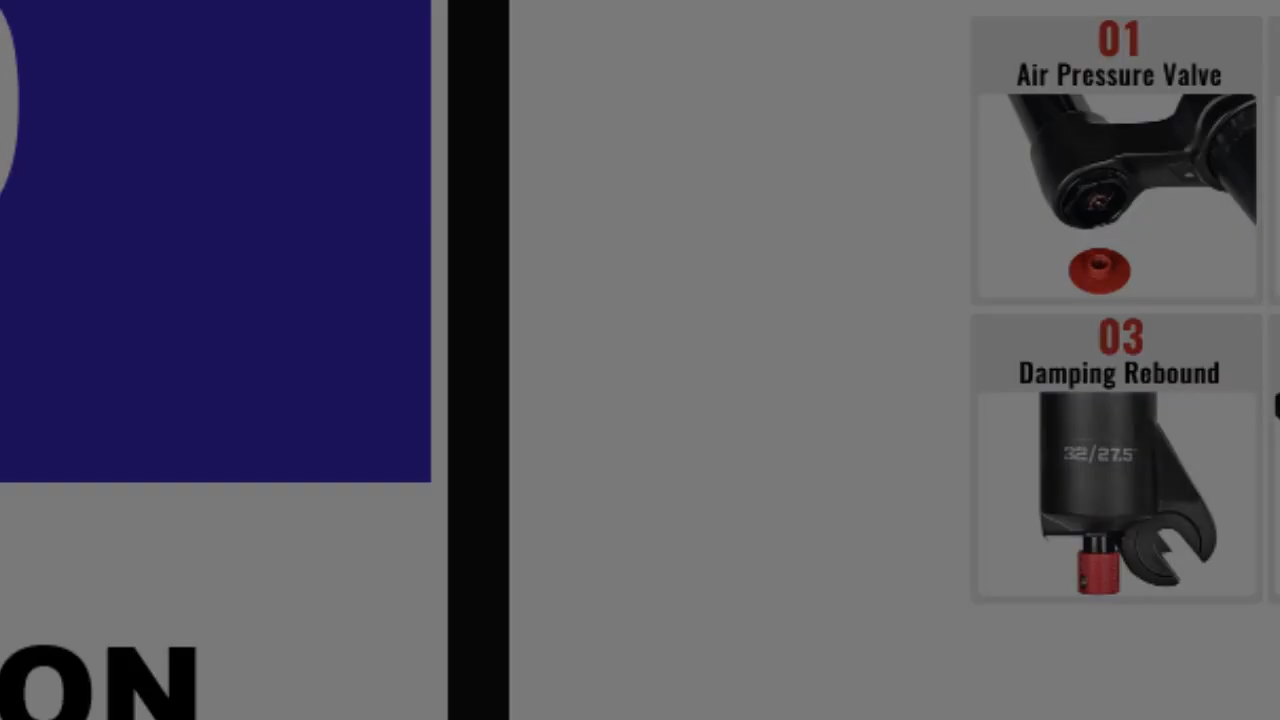 ON
01
Air Pressure Valve
03
Damping Rebound
32/27.5"